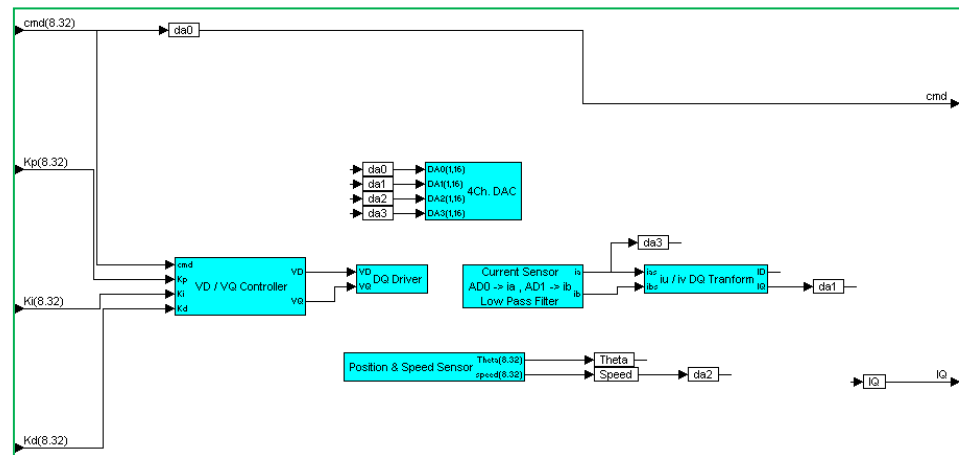 cmd(8.32)
da0
cmd
Kp(8.32)
da0
da1
da2
da3
DA0(1,16)
DA1(1,16)
DA2(1,16)
DA3(1,16)
4Ch. DAC
da3
cmd
Kp
Ki
Kd
VD / VQ Controller
VD
VQ
VD
VQ
DQ Driver
Current Sensor
AD0 -> ia , AD1 -> ib
Low Pass Filter
ia
ib
ias
ibs
iu / iv DQ Tranform
ID
IQ
da1
Ki(8.32)
Position & Speed Sensor
Theta(8.32)
speed(8.32)
Theta
Speed
da2
IQ
IQ
Kd(8.32)